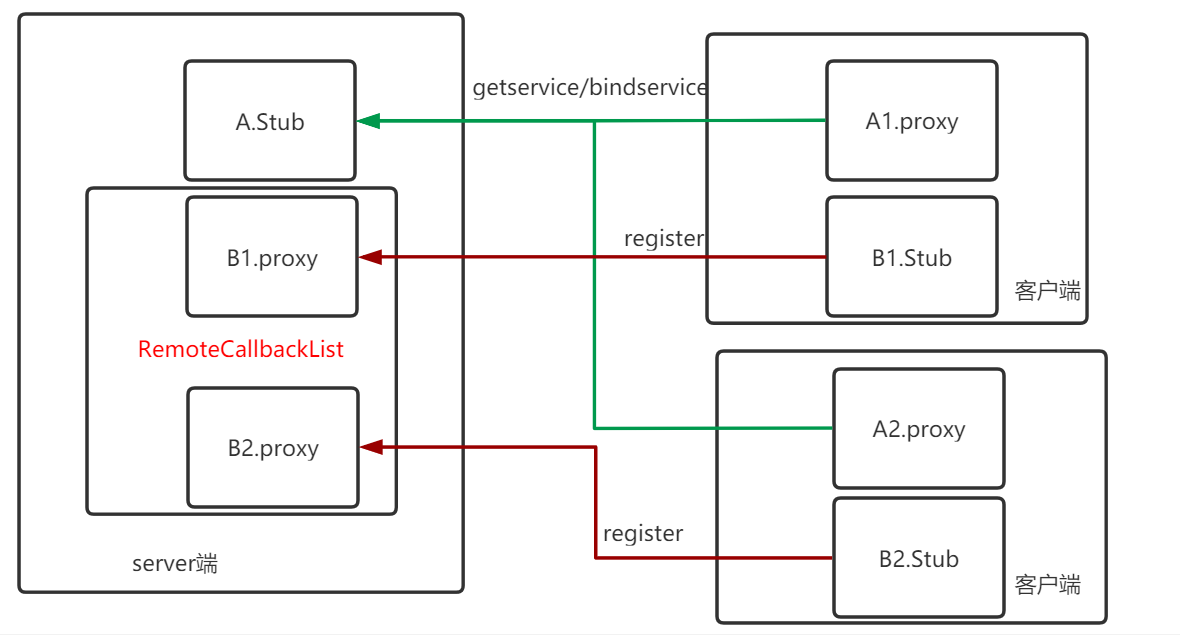 getservice/bindservice
A.Stub
A1.proxy
register
B1.proxy
B1.Stub
客户端
RemoteCallbackList
A2.proxy
B2.proxy
register
B2.Stub
server端
客户端